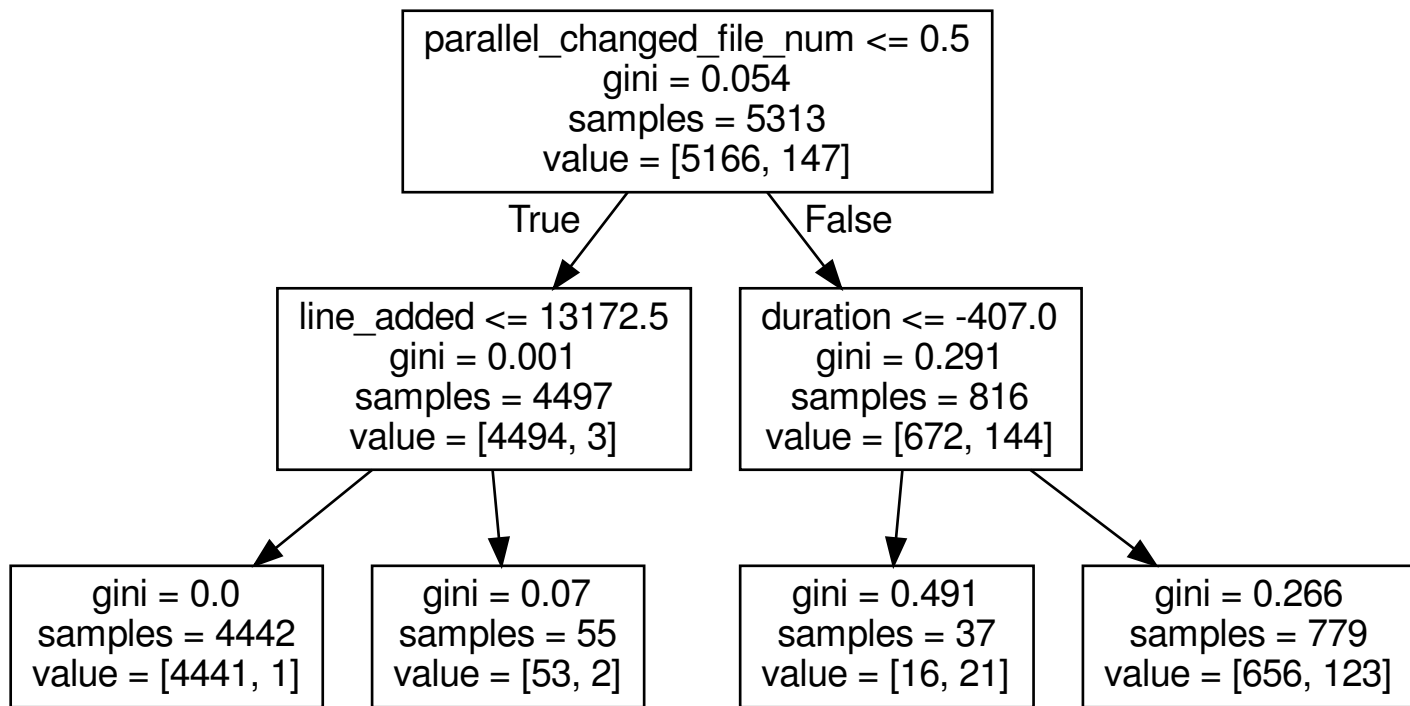 parallel_changed_file_num <= 0.5
gini = 0.054
samples = 5313
value = [5166, 147]
True
False
line_added <= 13172.5
gini = 0.001
samples = 4497
value = [4494, 3]
duration <= -407.0
gini = 0.291
samples = 816
value = [672, 144]
gini = 0.0
samples = 4442
value = [4441, 1]
gini = 0.07
samples = 55
value = [53, 2]
gini = 0.491
samples = 37
value = [16, 21]
gini = 0.266
samples = 779
value = [656, 123]